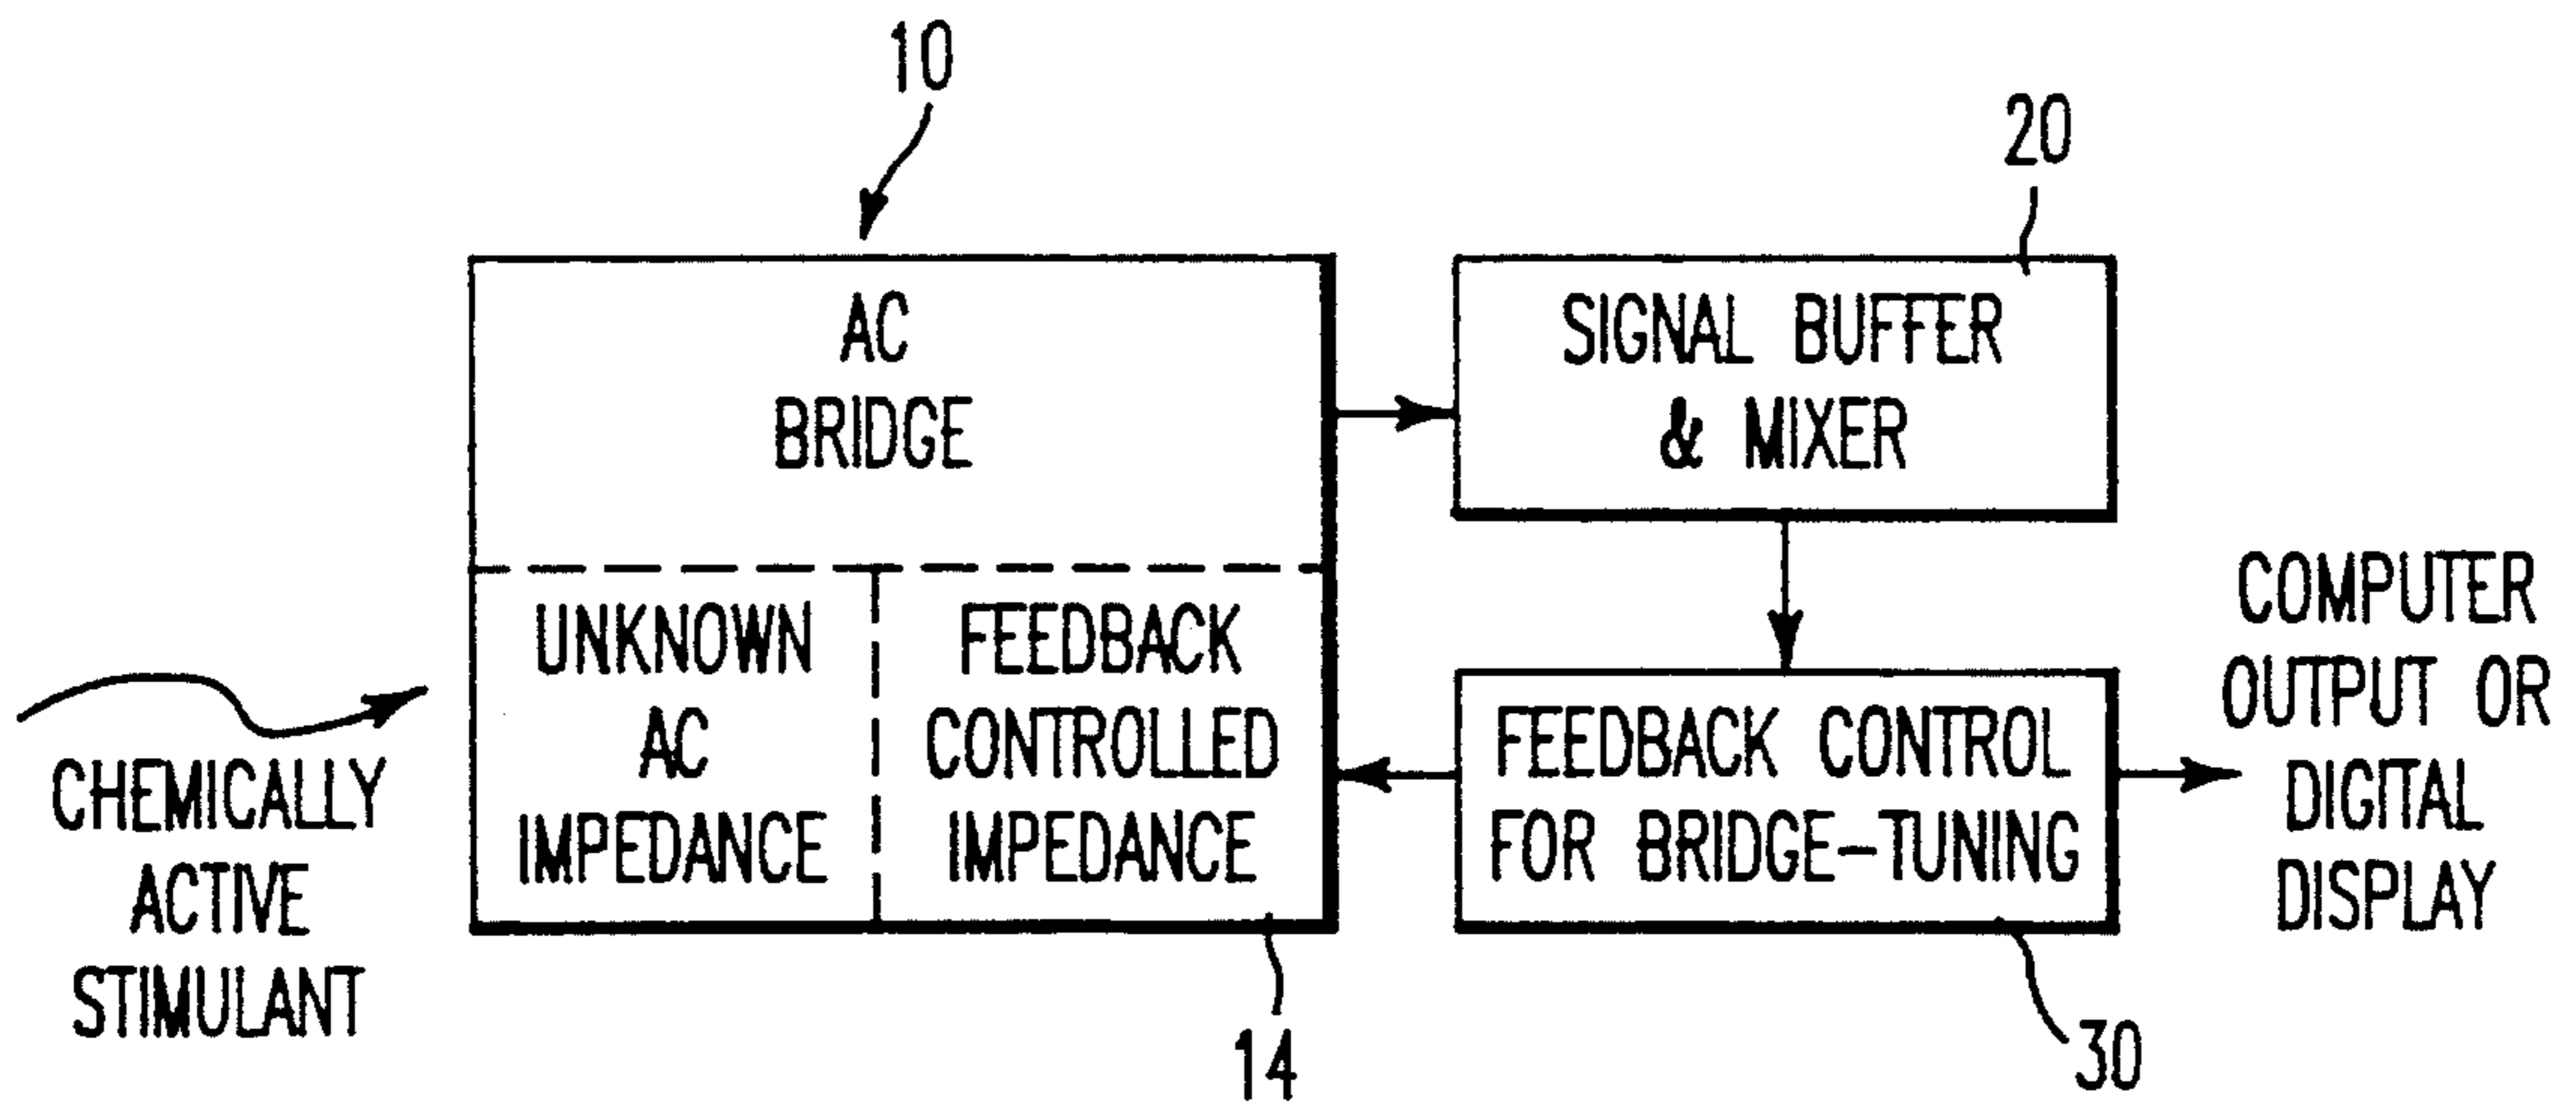 10
20
AC
BRIDGE
SIGNAL BUFFER
& MIXER
UNKNOWN
AC
IMPEDANCE
FEEDBACK
CONTROLLED
IMPEDANCE
FEEDBACK CONTROL
FOR BRIDGE-TUNING
COMPUTER
OUTPUT OR
DIGITAL
DISPLAY
CHEMICALLY
ACTIVE
STIMULANT
14
30